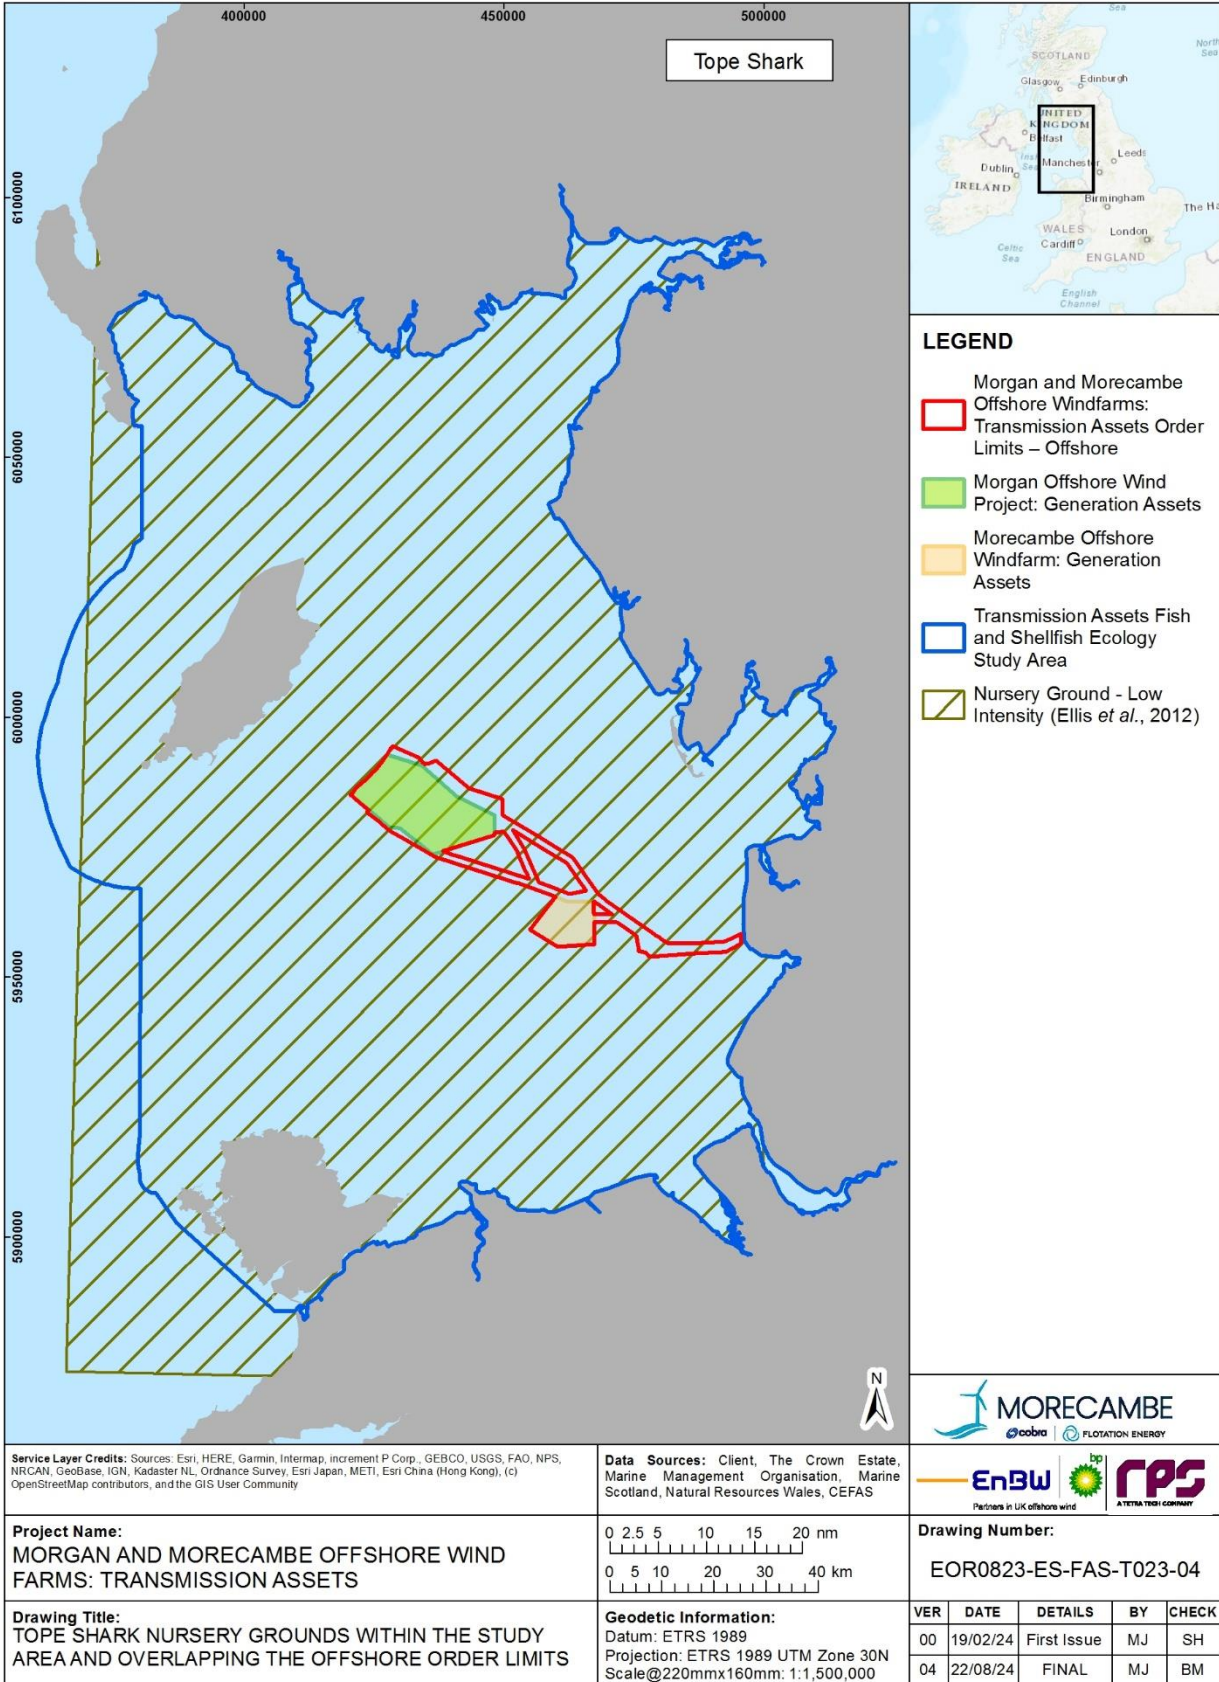 400000
450000
500000
Tope Shark
6100000
6050000
6000000
5950000
5900000
N
Sea
North
Sea
SCOTLAND
Glasgow
Edinburgh
UNITED
KINGDOM
Belfast
Leeds
Manchester
Dublin
IRELAND
Birmingham
The Ha
WALES
London
Cardiff
Celtic
Sea
ENGLAND
English
Channel
LEGEND
Morgan and Morecambe
Offshore Windfarms:
Transmission Assets Order
Limits – Offshore
Morgan Offshore Wind
Project: Generation Assets
Morecambe Offshore
Windfarm: Generation
Assets
Transmission Assets Fish
and Shellfish Ecology
Study Area
Nursery Ground - Low
Intensity (Ellis et al., 2012)
MORECAMBE
cobra FLOTATION ENERGY
EnBW bp
Partners in UK offshore wind
rps
A TETRA TECH COMPANY
Service Layer Credits: Sources: Esri, HERE, Garmin, Intermap, increment P Corp., GEBCO, USGS, FAO, NPS,
NRCAN, GeoBase, IGN, Kadaster NL, Ordnance Survey, Esri Japan, METI, Esri China (Hong Kong), (c)
OpenStreetMap contributors, and the GIS User Community
Data Sources: Client, The Crown Estate,
Marine Management Organisation, Marine
Scotland, Natural Resources Wales, CEFAS
Project Name:
MORGAN AND MORECAMBE OFFSHORE WIND
FARMS: TRANSMISSION ASSETS
0 2.5 5 10 15 20 nm
0 5 10 20 30 40 km
Drawing Number:
EOR0823-ES-FAS-T023-04
Drawing Title:
TOPE SHARK NURSERY GROUNDS WITHIN THE STUDY
AREA AND OVERLAPPING THE OFFSHORE ORDER LIMITS
Geodetic Information:
Datum: ETRS 1989
Projection: ETRS 1989 UTM Zone 30N
Scale@220mmx160mm: 1:1,500,000
VER DATE DETAILS BY CHECK
00 19/02/24 First Issue MJ SH
04 22/08/24 FINAL MJ BM